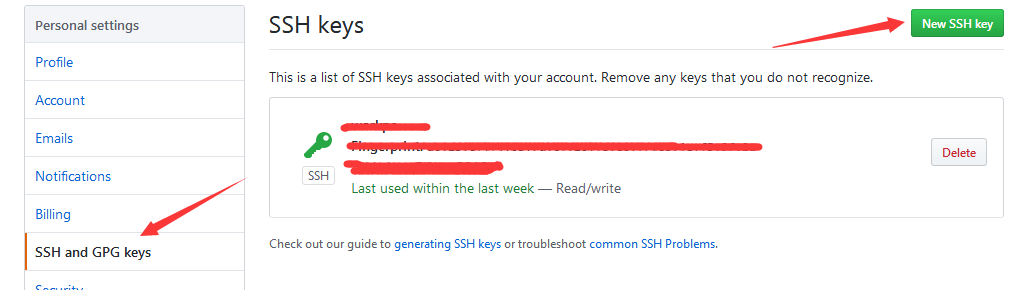 Personal settings
Profile
Account
Emails
Notifications
Billing
SSH and GPG keys
Security
SSH keys
New SSH key
This is a list of SSH keys associated with your account. Remove any keys that you do not recognize.
SSH
Fingerprint:
Last used within the last week — Read/write
Delete
Check out our guide to generating SSH keys or troubleshoot common SSH Problems.